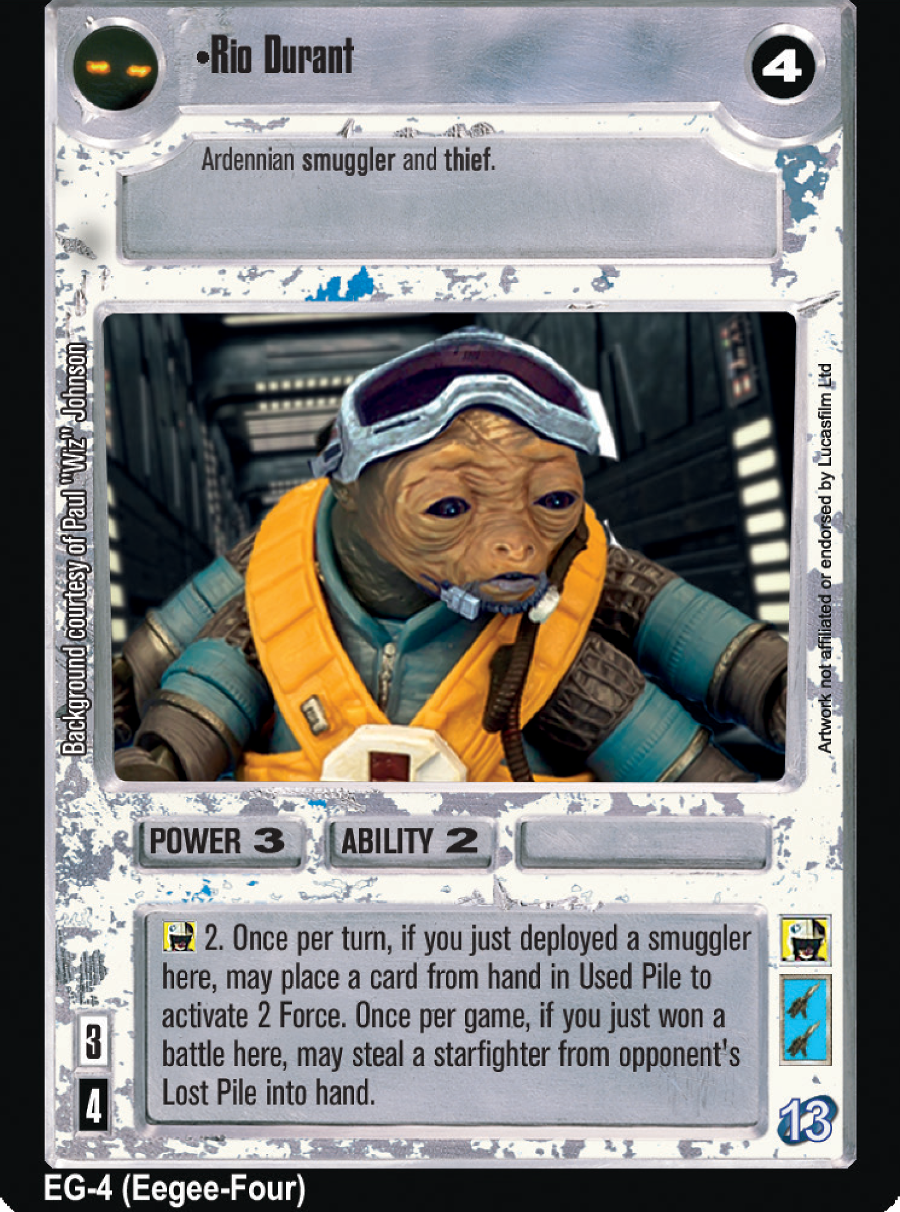 •Rio Durant
4
Ardennian smuggler and thief.
Background courtesy of Paul "Wiz" Johnson
Artwork not affiliated or endorsed by Lucasfilm Ltd
POWER 3
ABILITY 2
2. Once per turn, if you just deployed a smuggler
here, may place a card from hand in Used Pile to
activate 2 Force. Once per game, if you just won a
battle here, may steal a starfighter from opponent's
Lost Pile into hand.
3
4
13
EG-4 (Eegee-Four)